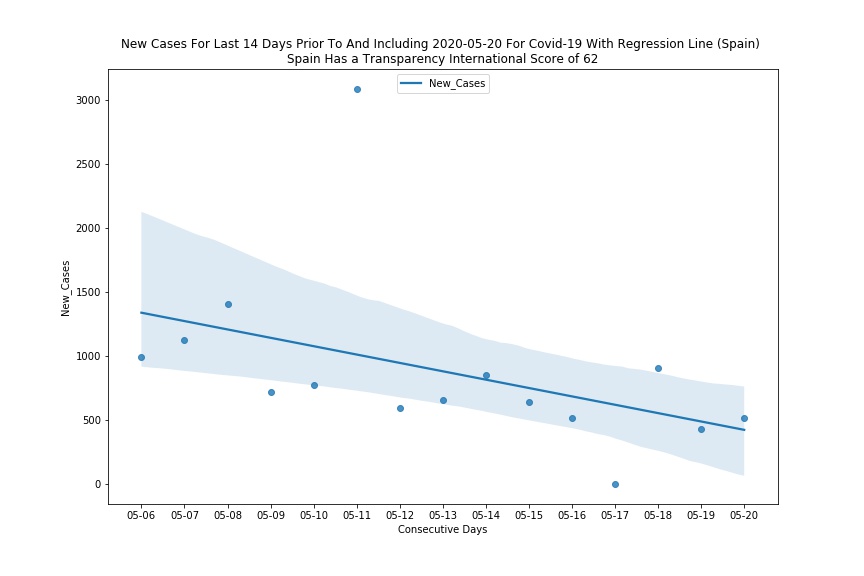 New Cases For Last 14 Days Prior To And Including 2020-05-20 For Covid-19 With Regression Line (Spain)
Spain Has a Transparency International Score of 62
New_Cases
3000
2500
2000
1500
1000
500
0
New_Cases
05-06 05-07 05-08 05-09 05-10 05-11 05-12 05-13 05-14 05-15 05-16 05-17 05-18 05-19 05-20
Consecutive Days